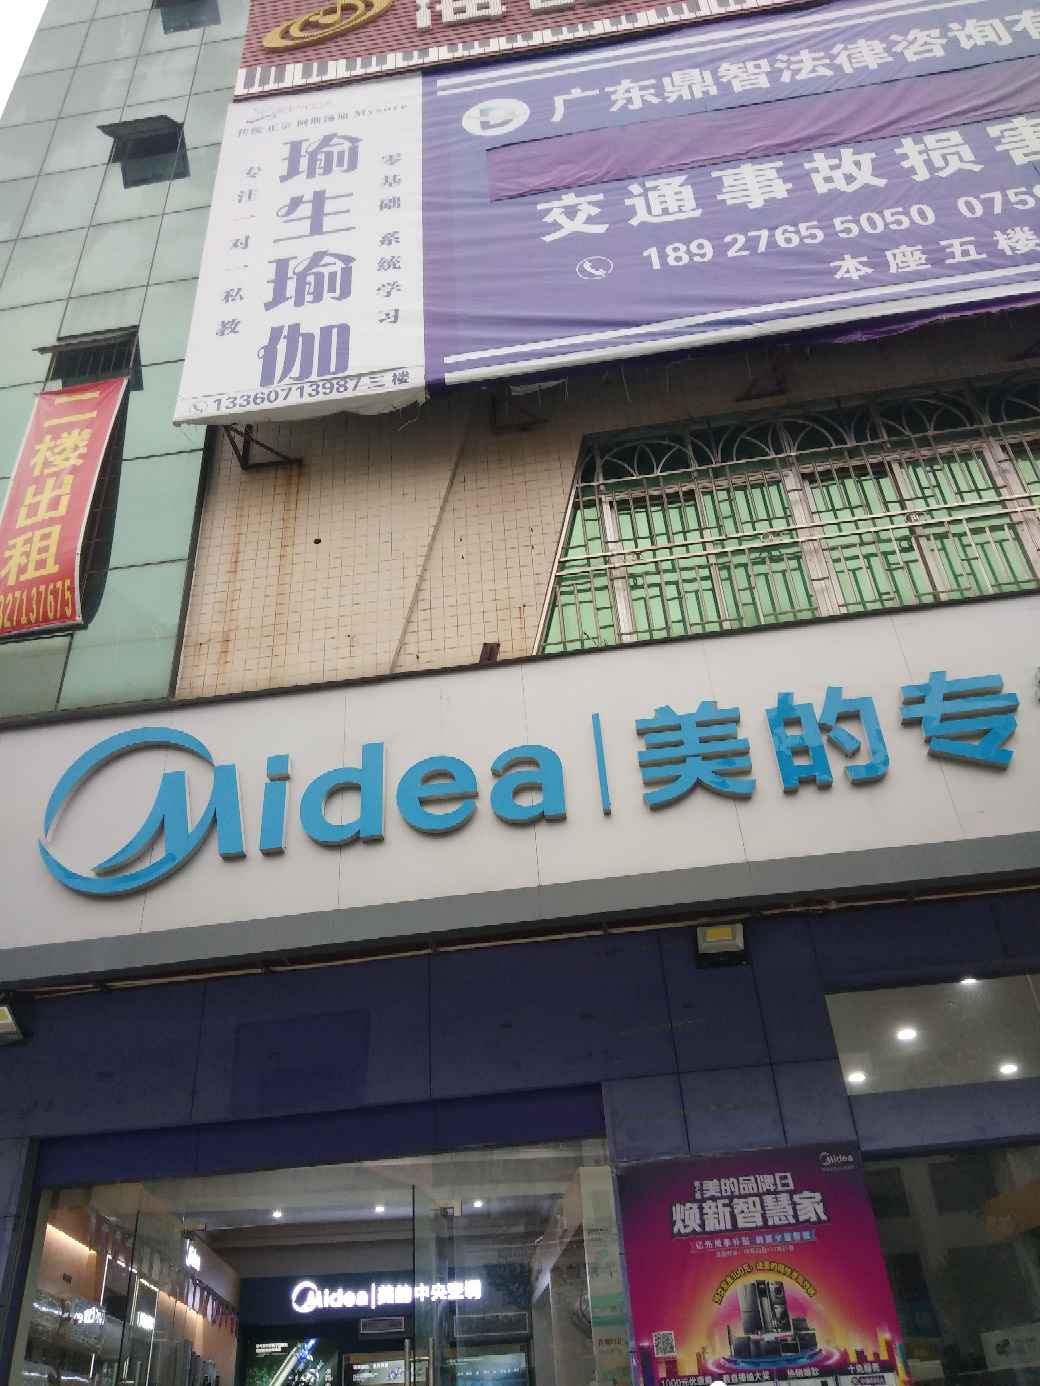 广东鼎智法律咨询有
交通事故损害
189 2765 5050 0759
本座五楼
瑜生瑜伽
零基础系统学习
专注一对一私教
13360713987三楼
二楼出租
27137675
Midea 美的专
Midea
美的品牌日
焕新智慧家
Midea 美的中央空调